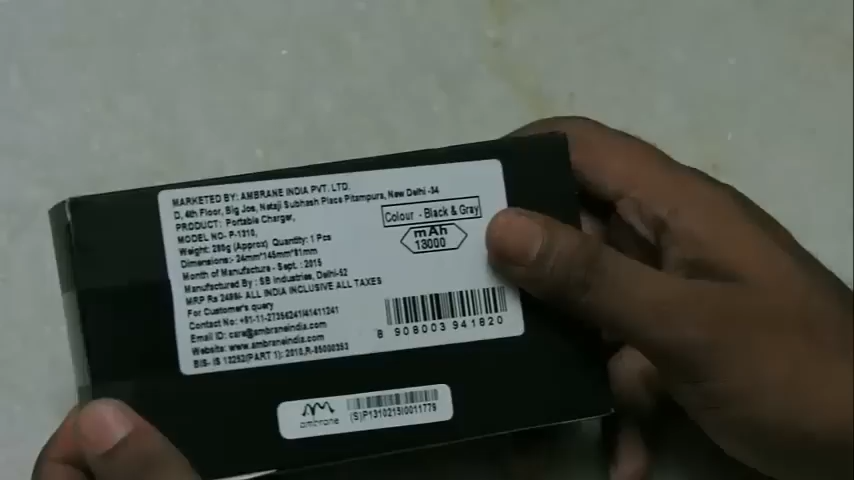 MARKETED BY: AMBRANE INDIA PVT. LTD.
D, 4th Floor, Big Jos, Netaji Subhash Place Pitampura, New Delhi -34
PRODUCT: Portable Charger,
MODEL NO. P-1310,
Weight: 280g (Approx) Quantity: 1 Pcs
Dimensions:- 24mm*145mm*81mm
Month of Manufacture - Sept. : 2015
Manufactured By : SB Industries, Delhi-52
MRP Rs 2499/- ALL INDIA INCLUSIVE ALL TAXES
For Customer's query
Contact No: +91-11-27356241/41411241
Email ID: care@ambraneindia.com
Website: www.ambraneindia.com
BIS- IS 13252(PART 1): 2010,
Colour - Black & Gray
mAh
13000
8 908003 941820
ambrane
(S)P1310215I0011779